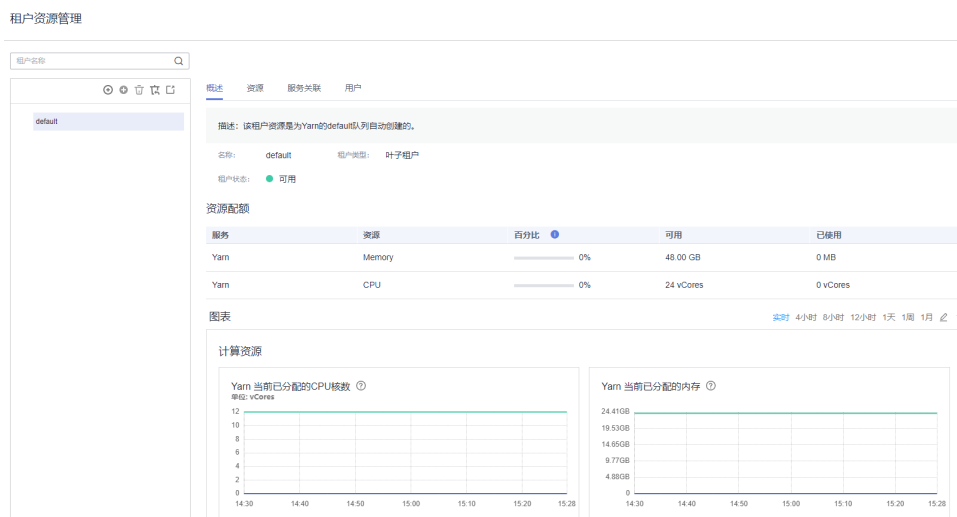 租户资源管理
租户名称
default
概述 资源 服务关联 用户
描述：该租户资源是为Yarn的default队列自动创建的。
名称： default 租户类型： 叶子租户
租户状态： 可用
资源配额
服务 资源 百分比 可用 已使用
Yarn Memory 0% 48.00 GB 0 MB
Yarn CPU 0% 24 vCores 0 vCores
图表
实时 4小时 8小时 12小时 1天 1周 1月
计算资源
Yarn 当前已分配的CPU核数
单位: vCores
12
10
8
6
4
2
0
14:30 14:40 14:50 15:00 15:10 15:20 15:28
Yarn 当前已分配的内存
24.41GB
19.53GB
14.65GB
9.77GB
4.88GB
0
14:30 14:40 14:50 15:00 15:10 15:20 15:28